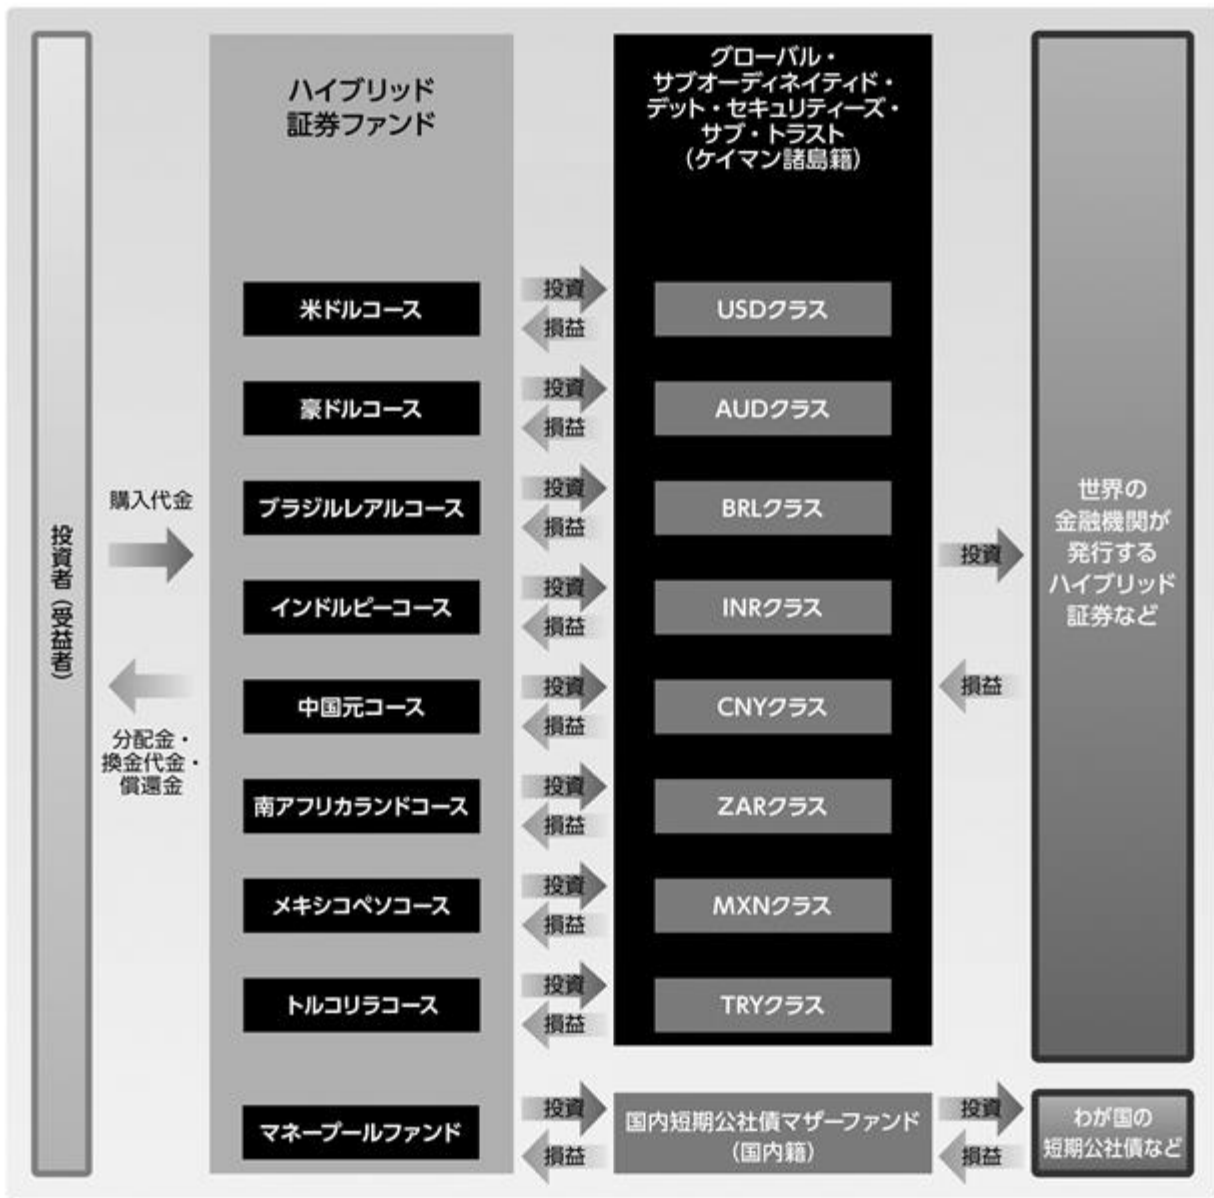 投資者（受益者）
購入代金
分配金・
換金代金・
償還金
ハイブリッド
証券ファンド
グローバル・
サブオーディネイティド・
デット・セキュリティーズ・
サブ・トラスト
（ケイマン諸島籍）
米ドルコース
投資
損益
USDクラス
豪ドルコース
投資
損益
AUDクラス
ブラジルレアルコース
投資
損益
BRLクラス
インドルピーコース
投資
損益
INRクラス
中国元コース
投資
損益
CNYクラス
南アフリカランドコース
投資
損益
ZARクラス
メキシコペソコース
投資
損益
MXNクラス
トルコリラコース
投資
損益
TRYクラス
投資
損益
世界の
金融機関が
発行する
ハイブリッド
証券など
マネープールファンド
投資
損益
国内短期公社債マザーファンド
（国内籍）
投資
損益
わが国の
短期公社債など